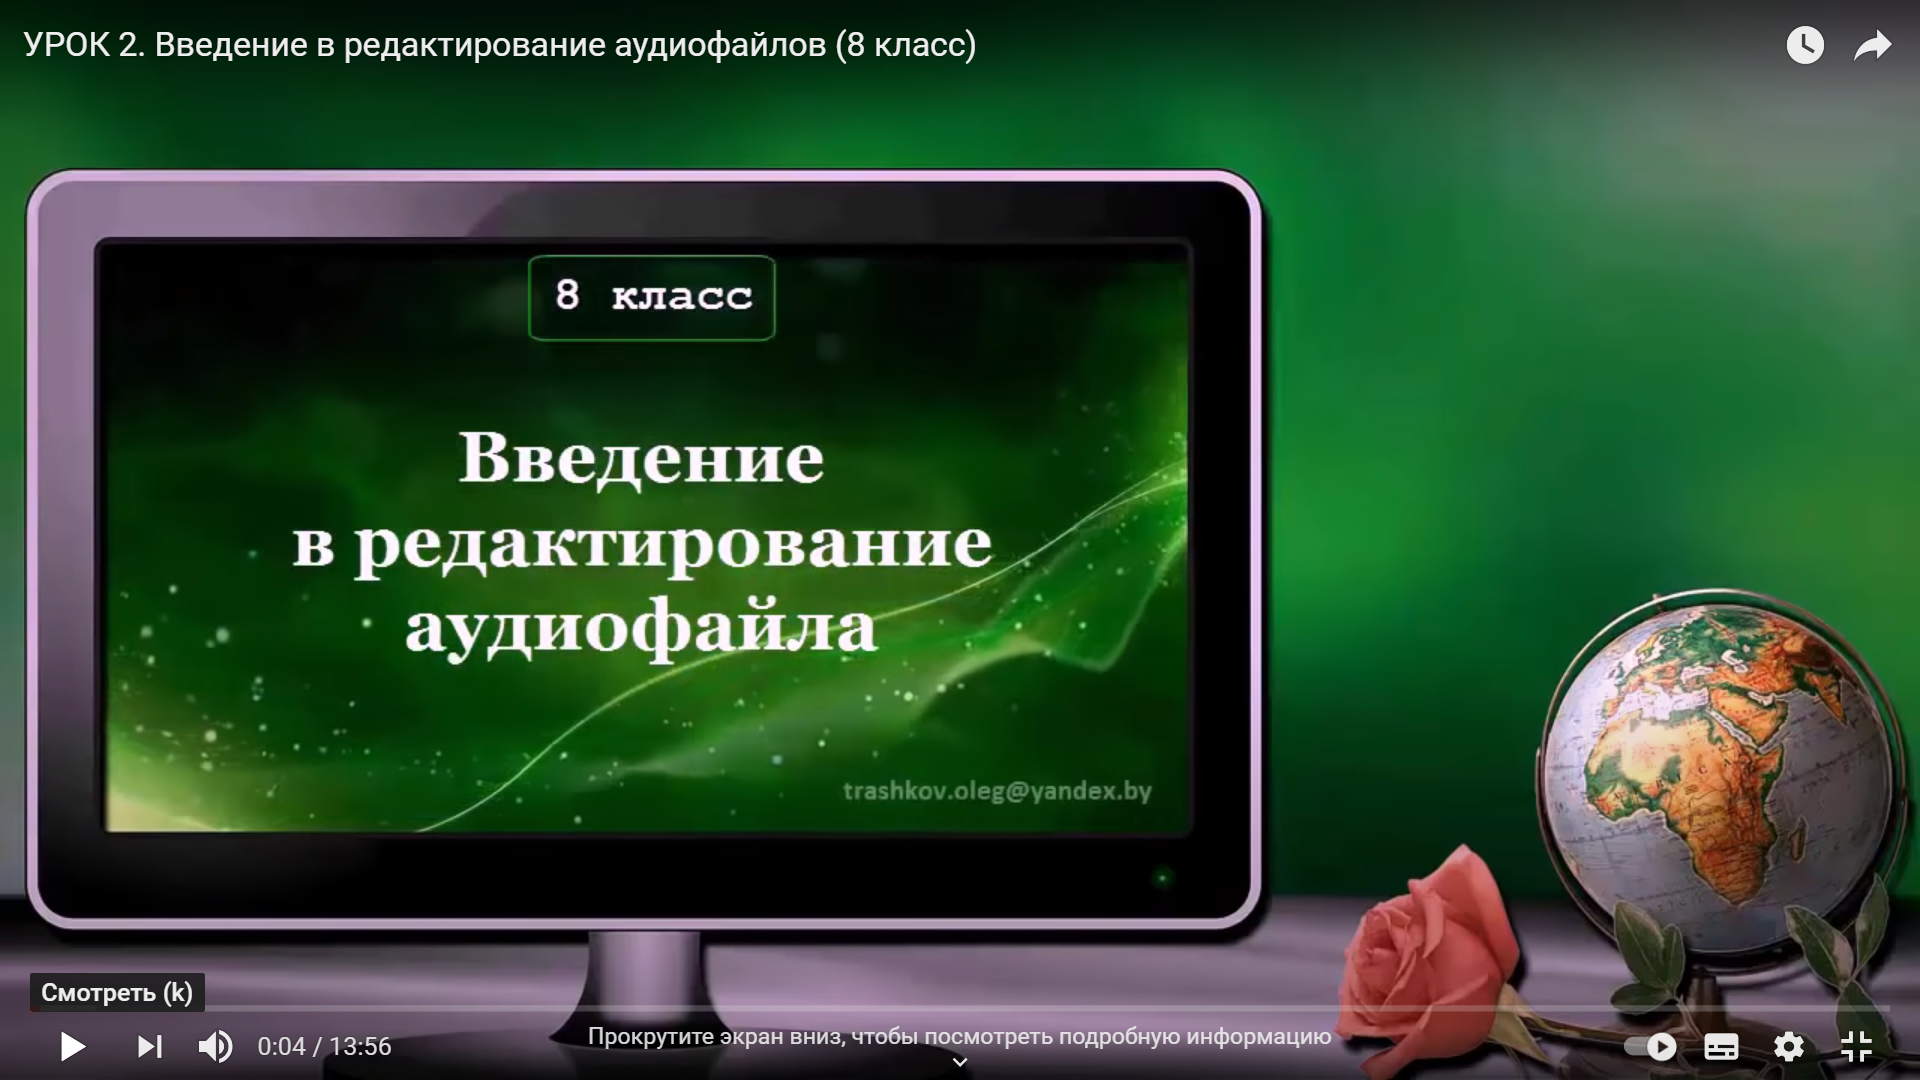 УРОК 2. Введение в редактирование аудиофайлов (8 класс)
8 класс
Введение
в редактирование
аудиофайла
trashkov.oleg@yandex.by
Смотреть (k)
0:04 / 13:56
Прокрутите экран вниз, чтобы посмотреть подробную информацию